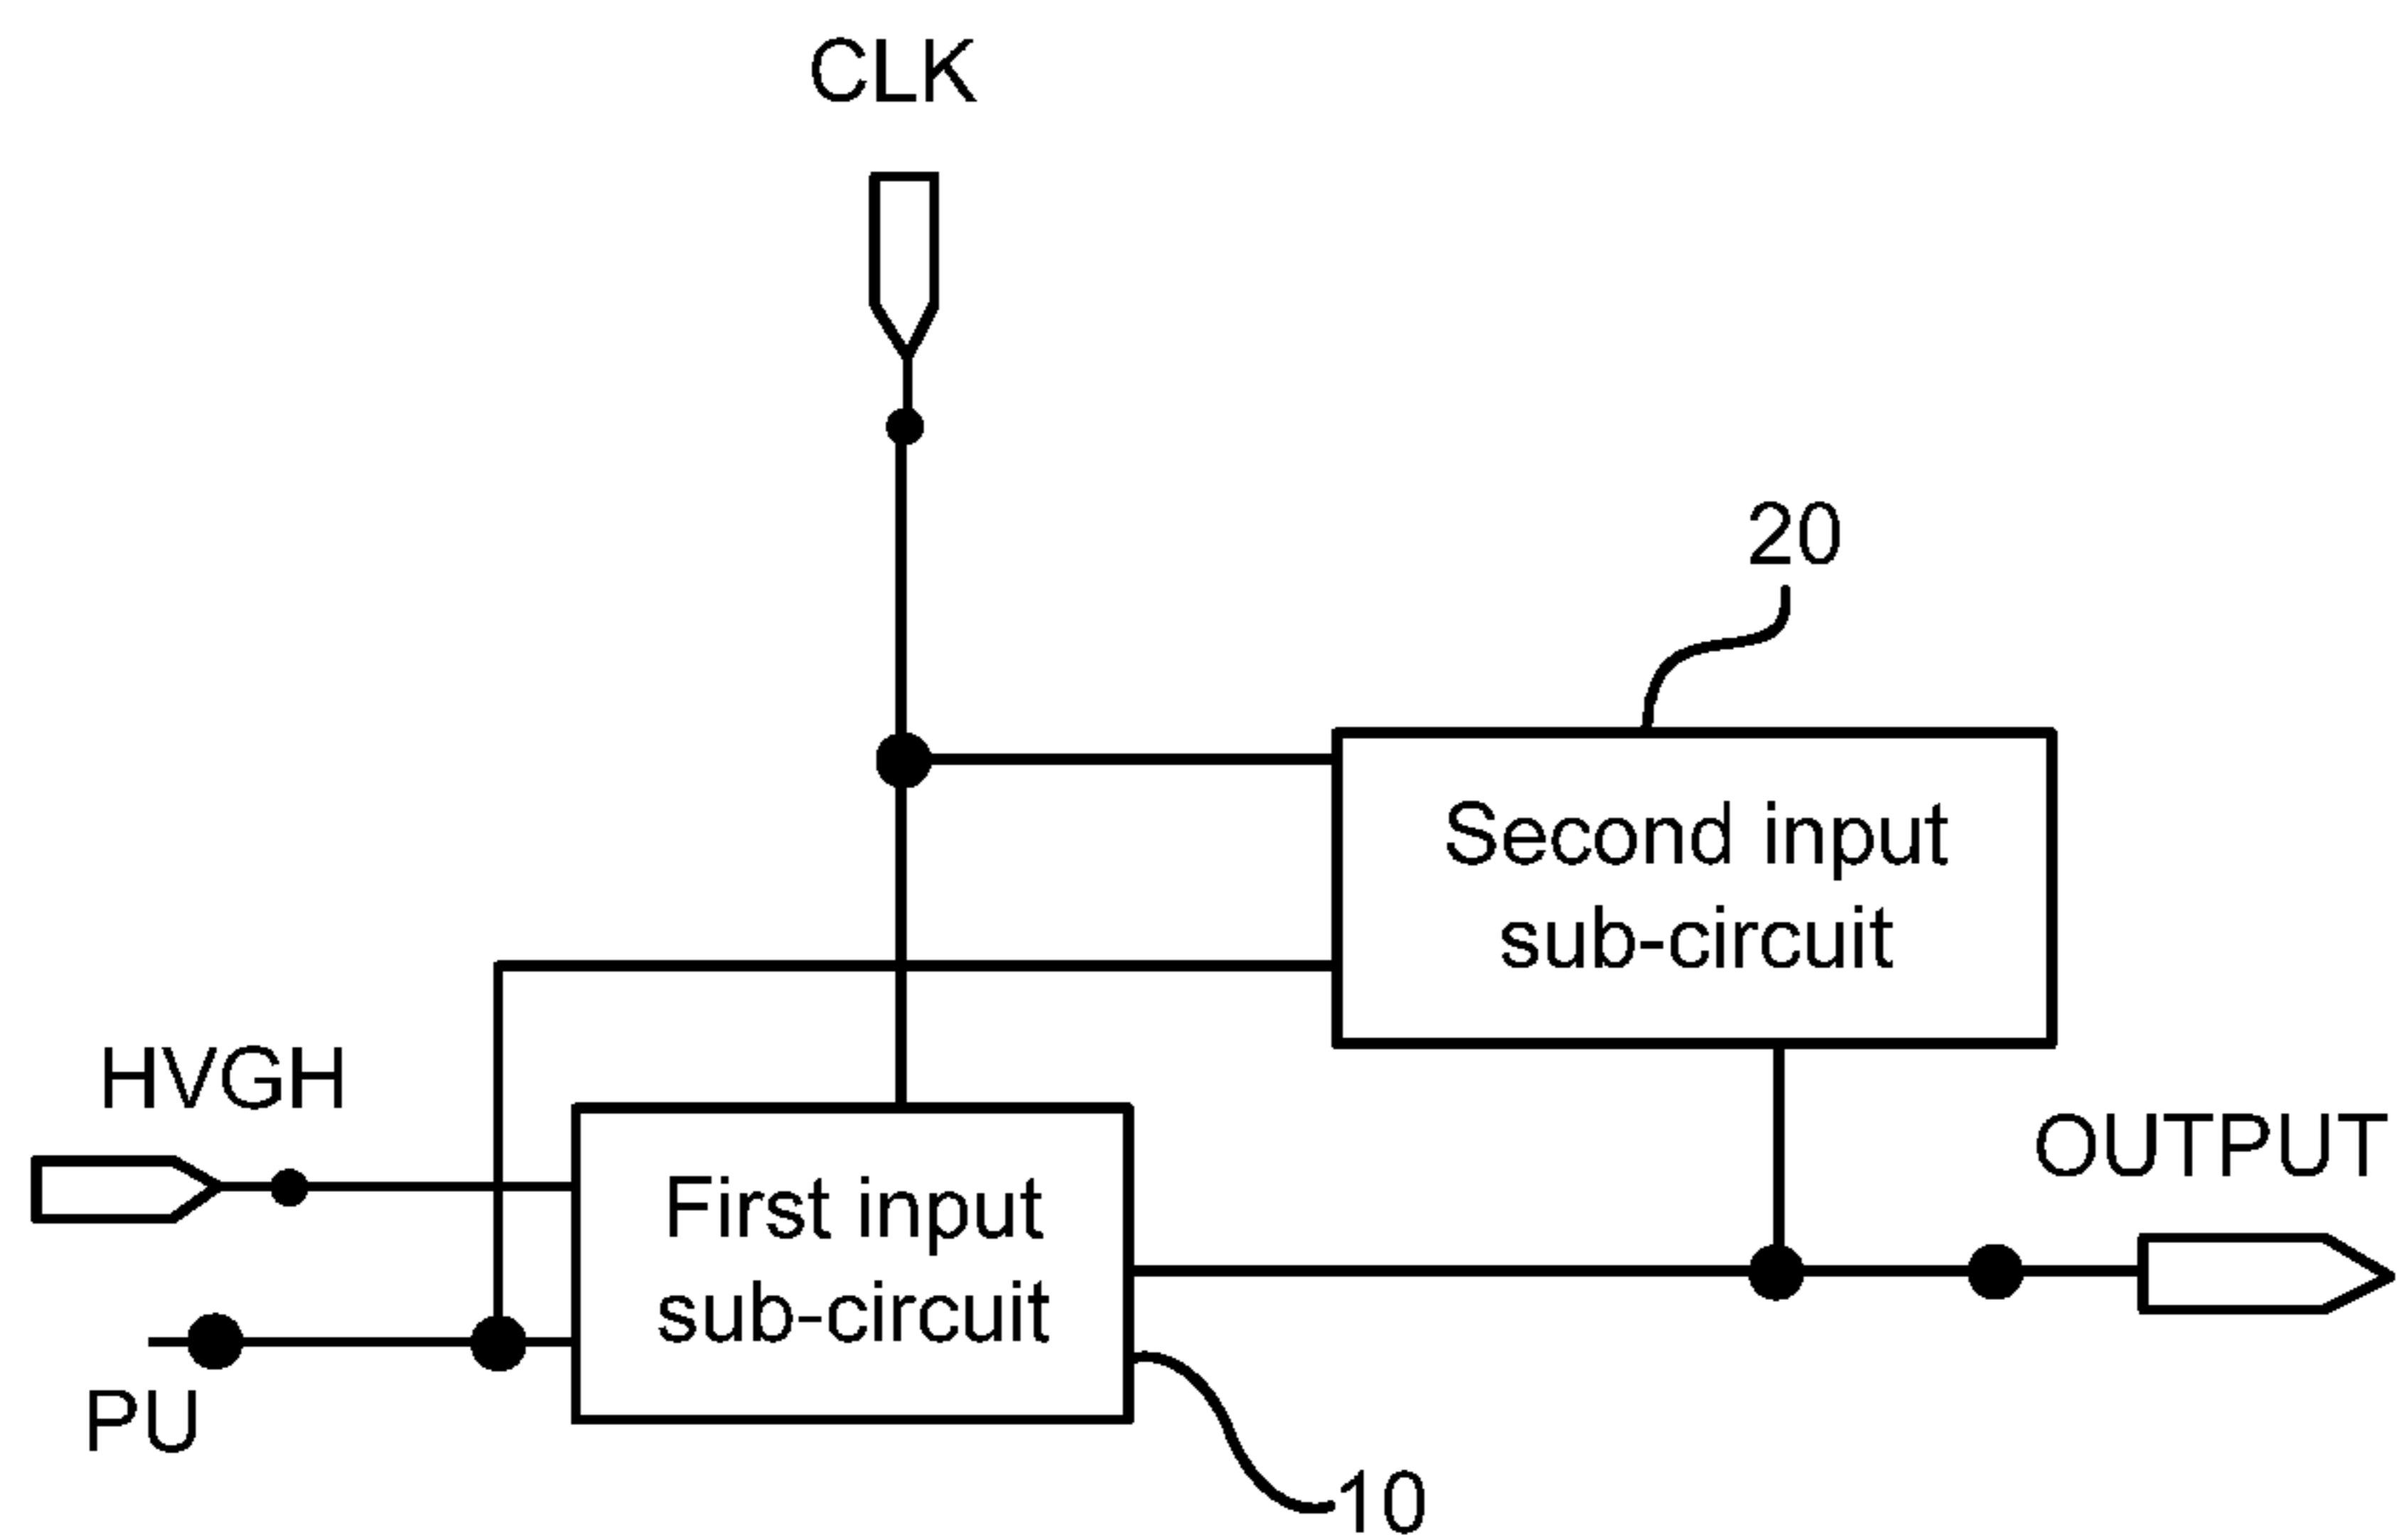 CLK
20
Second input
sub-circuit
HVGH
First input
sub-circuit
OUTPUT
PU
10